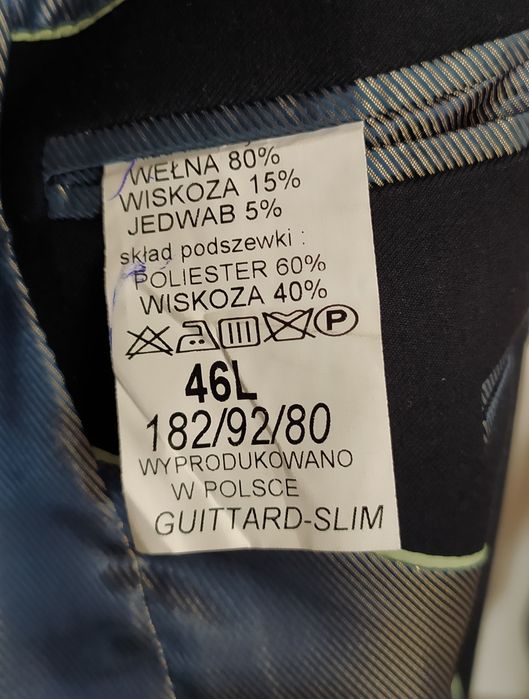 WEŁNA 80%
WISKOZA 15%
JEDWAB 5%
skład podszewki :
POLIESTER 60%
WISKOZA 40%
P
46L
182/92/80
WYPRODUKOWANO
W POLSCE
GUITTARD-SLIM